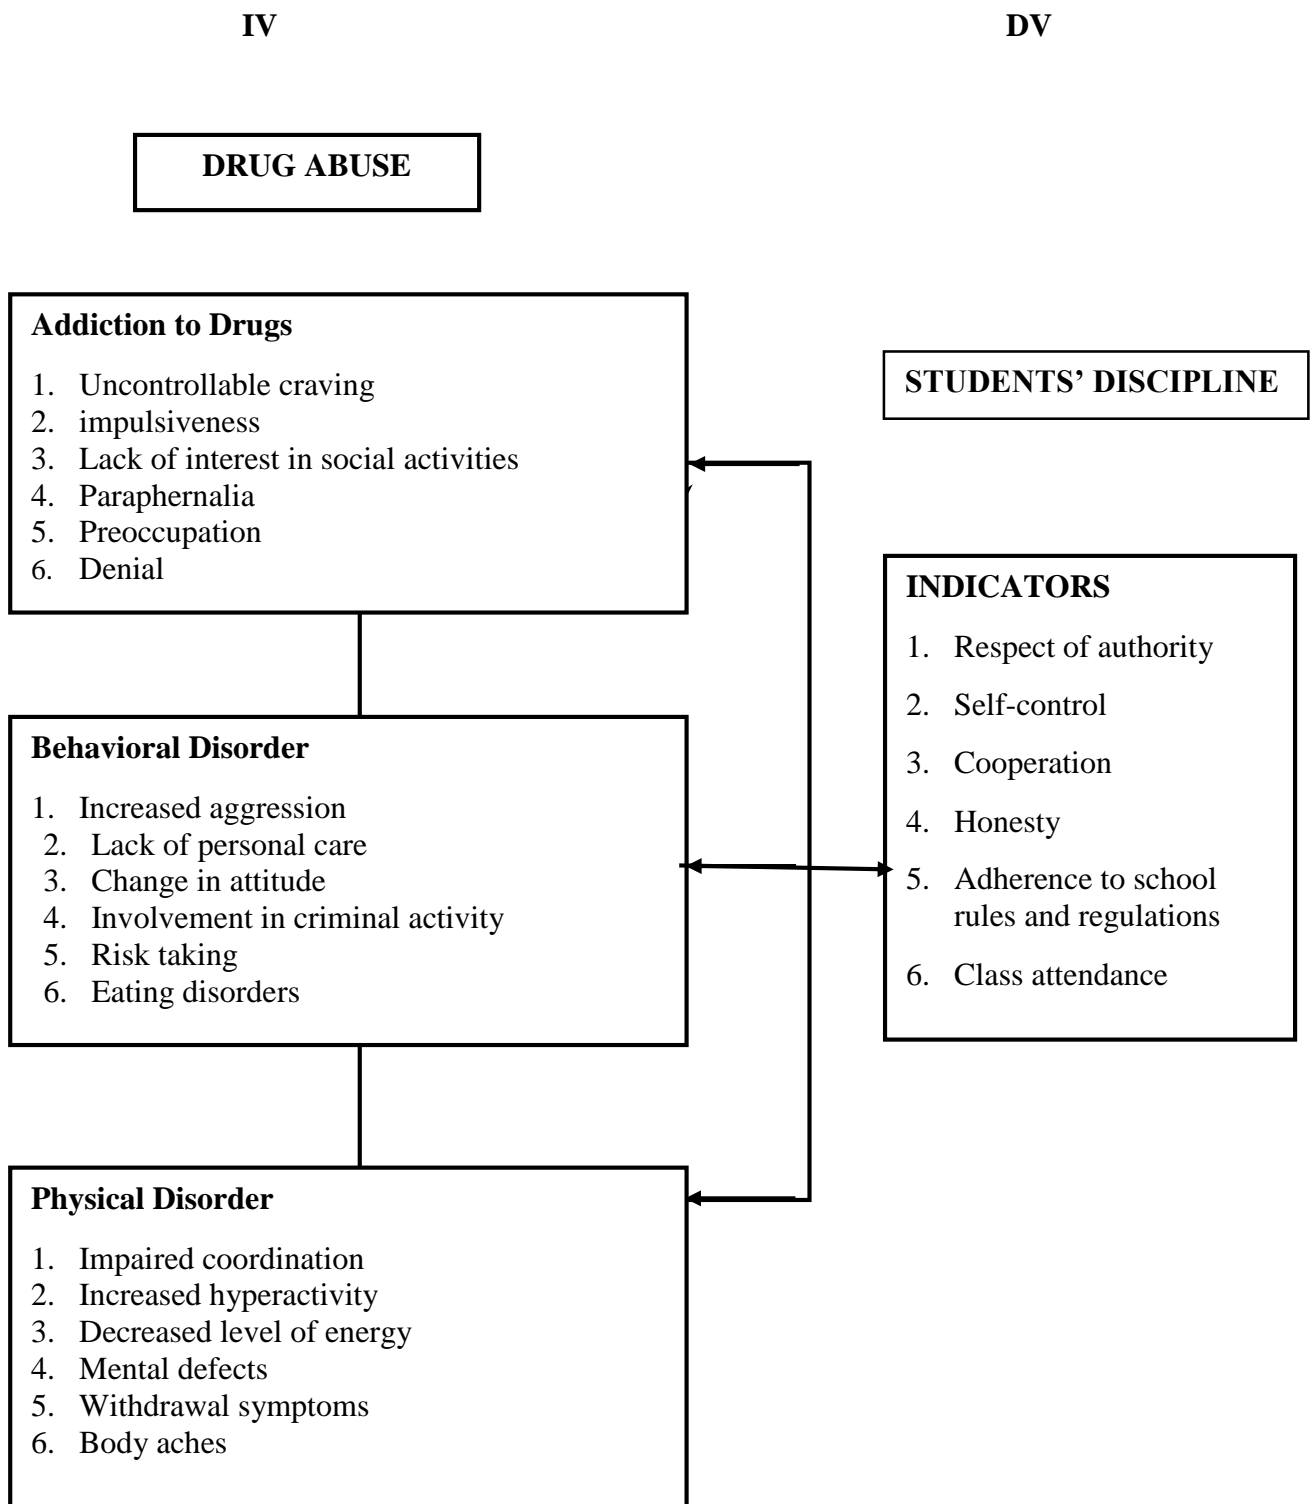 IV
DV
DRUG ABUSE
Addiction to Drugs
1. Uncontrollable craving
2. impulsiveness
3. Lack of interest in social activities
4. Paraphernalia
5. Preoccupation
6. Denial
Behavioral Disorder
1. Increased aggression
2. Lack of personal care
3. Change in attitude
4. Involvement in criminal activity
5. Risk taking
6. Eating disorders
Physical Disorder
1. Impaired coordination
2. Increased hyperactivity
3. Decreased level of energy
4. Mental defects
5. Withdrawal symptoms
6. Body aches
STUDENTS’ DISCIPLINE
INDICATORS
1. Respect of authority
2. Self-control
3. Cooperation
4. Honesty
5. Adherence to school
rules and regulations
6. Class attendance